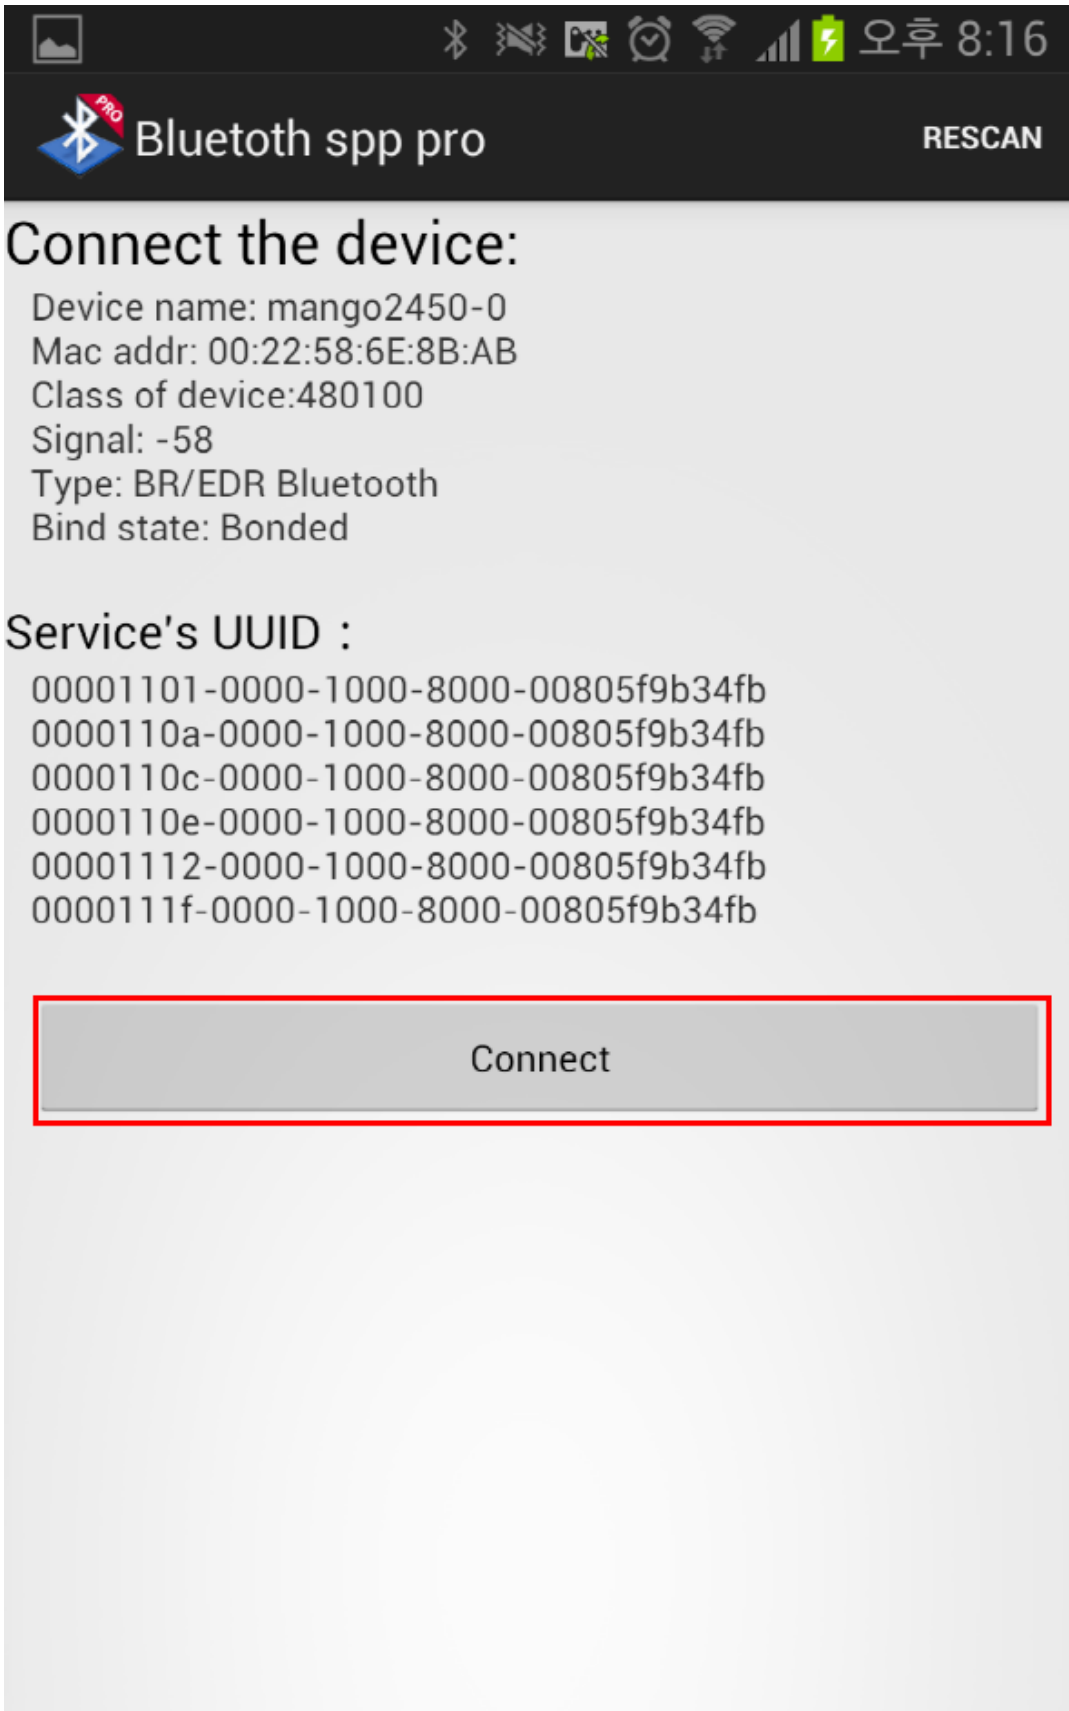 오후 8:16
PRO
Bluetoth spp pro
RESCAN
Connect the device:
Device name: mango2450-0
Mac addr: 00:22:58:6E:8B:AB
Class of device:480100
Signal: -58
Type: BR/EDR Bluetooth
Bind state: Bonded
Service's UUID :
00001101-0000-1000-8000-00805f9b34fb
0000110a-0000-1000-8000-00805f9b34fb
0000110c-0000-1000-8000-00805f9b34fb
0000110e-0000-1000-8000-00805f9b34fb
00001112-0000-1000-8000-00805f9b34fb
0000111f-0000-1000-8000-00805f9b34fb
Connect